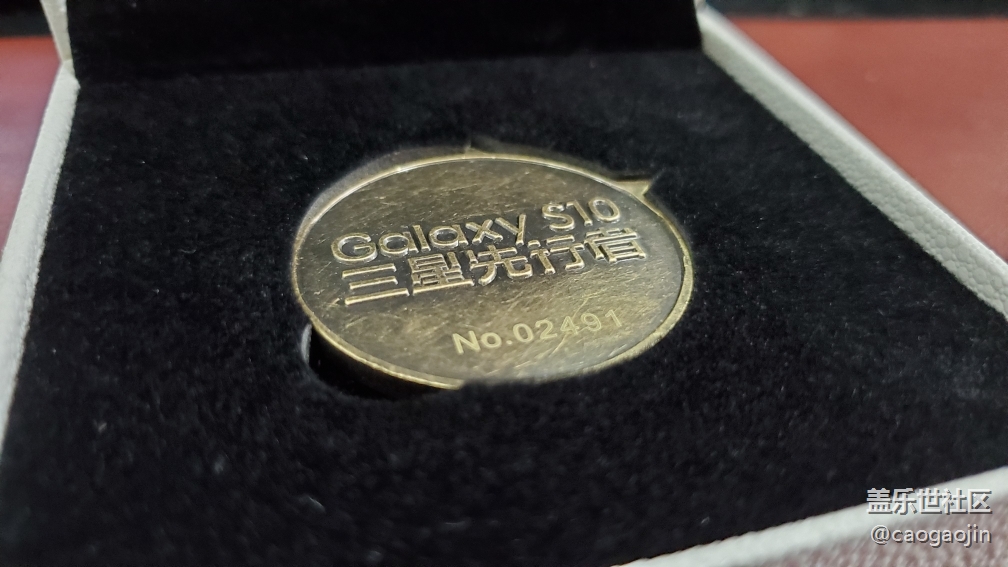 Galaxy S10
三星先行者
No.02491
盖乐世社区
@caogaojin